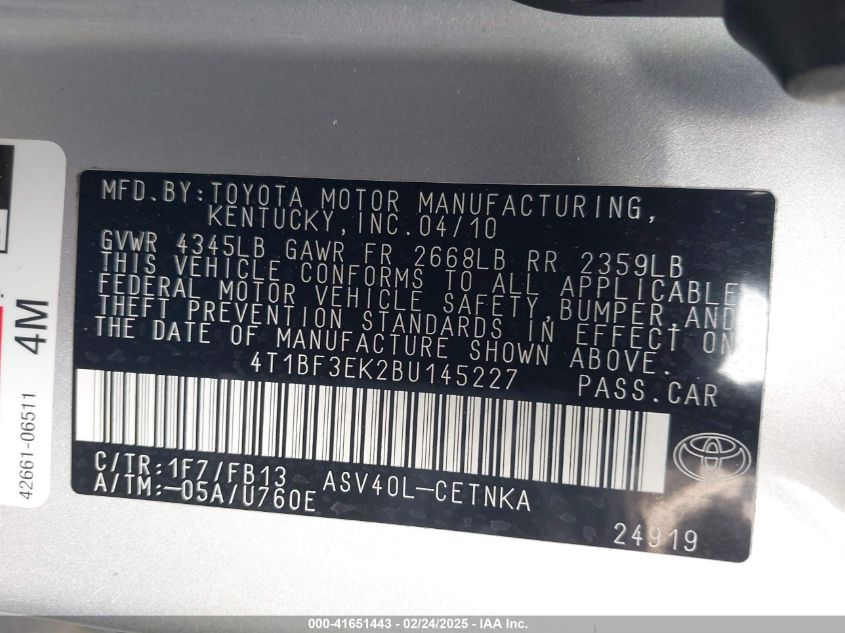 MFD.BY:TOYOTA MOTOR MANUFACTURING,
KENTUCKY,INC.04/10
GVWR 4345LB GAWR FR 2668LB RR 2359LB
THIS VEHICLE CONFORMS TO ALL APPLICABLE
FEDERAL MOTOR VEHICLE SAFETY,BUMPER,AND
THEFT PREVENTION STANDARDS IN EFFECT ON
THE DATE OF MANUFACTURE SHOWN ABOVE.
4T1BF3EK2BU145227 PASS.CAR
C/TR:1F7/FB13 ASV40L-CETNKA
A/TM:-05A/U760E
24919
4M
42661-06511
000-41651443 - 02/24/2025 - IAA, Inc.